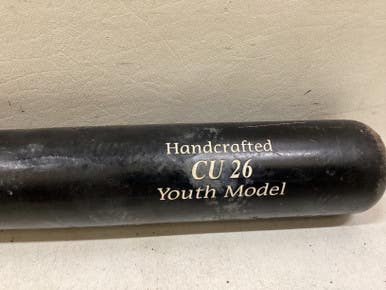 Handcrafted
CU 26
Youth Model